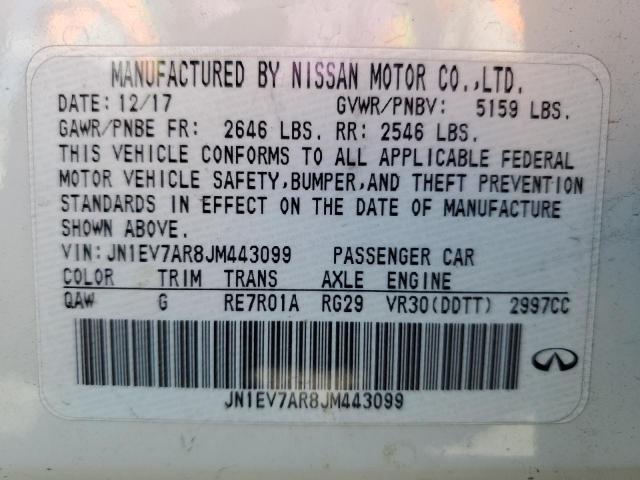 MANUFACTURED BY NISSAN MOTOR CO.,LTD.
DATE: 12/17 GVWR/PNBV: 5159 LBS.
GAWR/PNBE FR: 2646 LBS. RR: 2546 LBS.
THIS VEHICLE CONFORMS TO ALL APPLICABLE FEDERAL
MOTOR VEHICLE SAFETY,BUMPER,AND THEFT PREVENTION
STANDARDS IN EFFECT ON THE DATE OF MANUFACTURE
SHOWN ABOVE.
VIN: JN1EV7AR8JM443099 PASSENGER CAR
COLOR TRIM TRANS AXLE ENGINE
QAW G RE7R01A RG29 VR30(DDTT) 2997CC
JN1EV7AR8JM443099